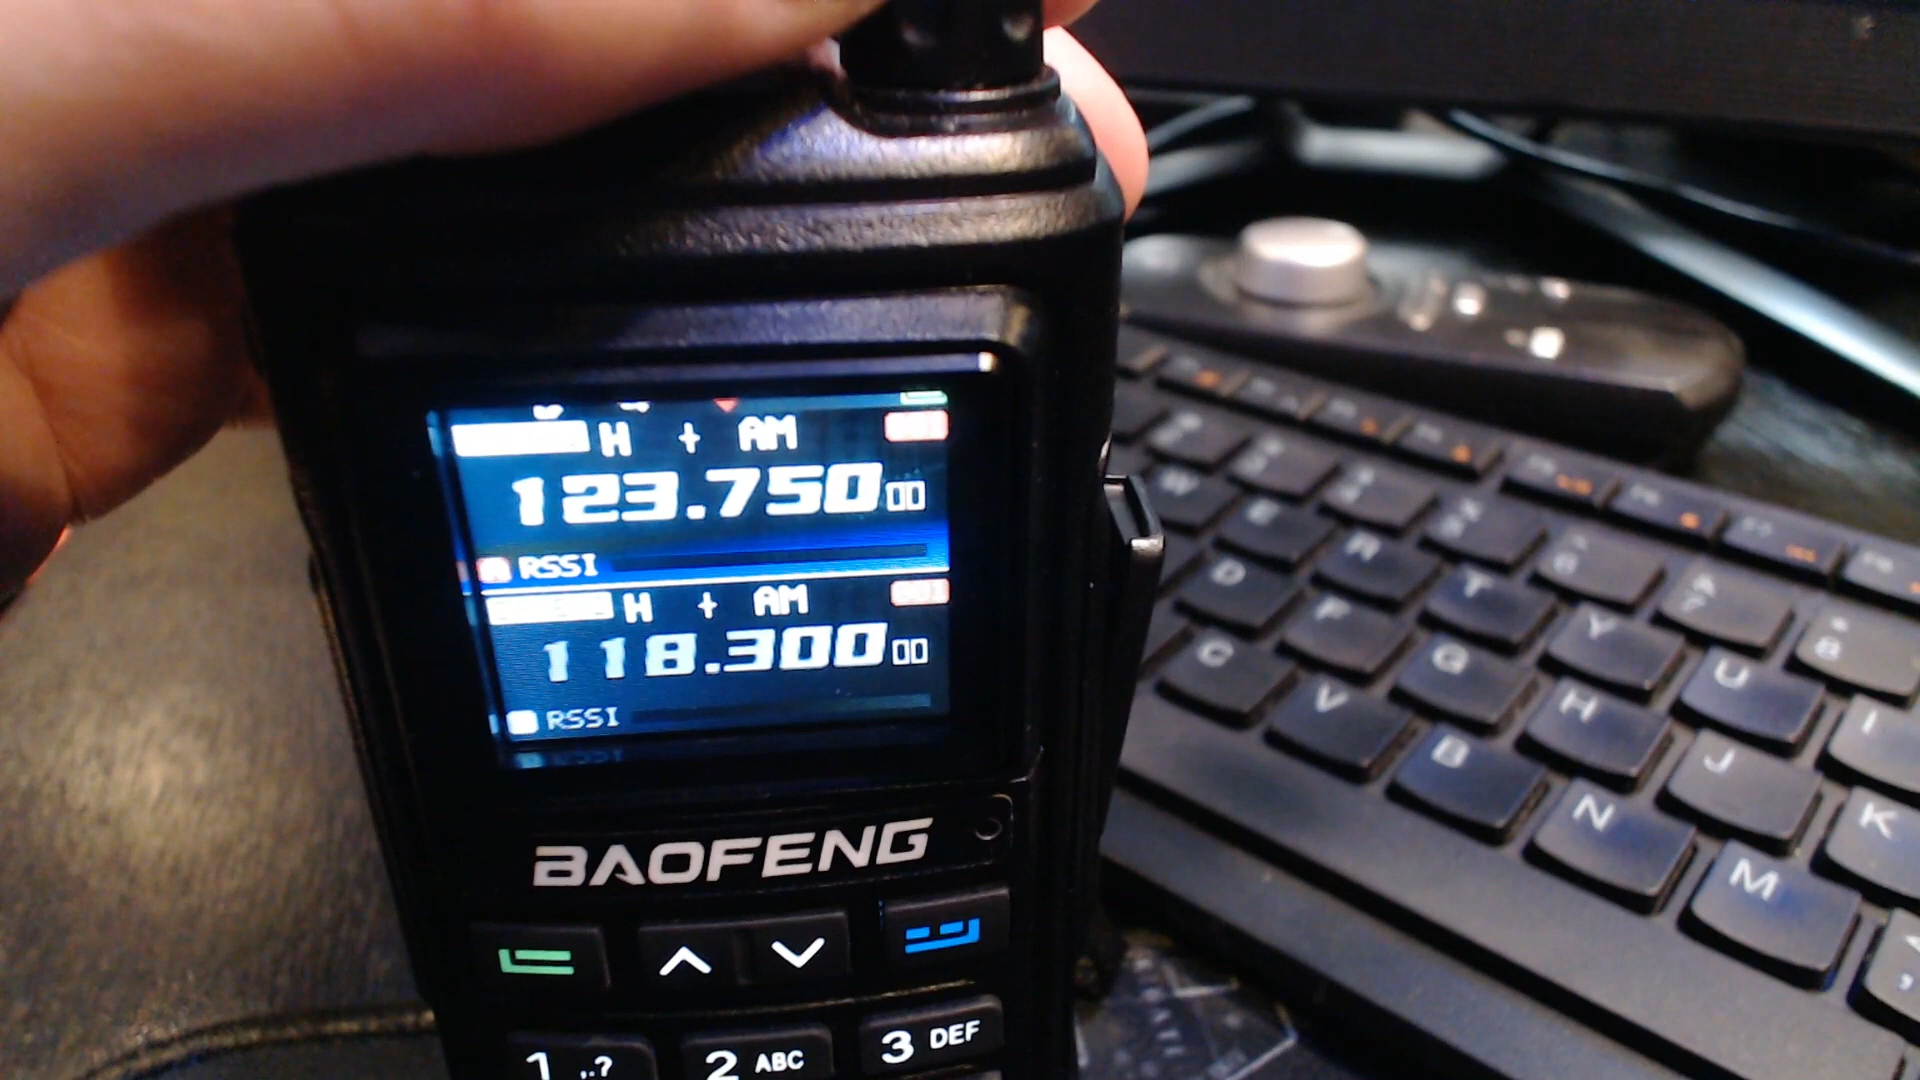 H + AM
123.75000
RSSI
H + AM
118.30000
RSSI
BAOFENG
1 ,.? 2 ABC 3 DEF
W E R T Y U I
D F G H J K
C V B N M